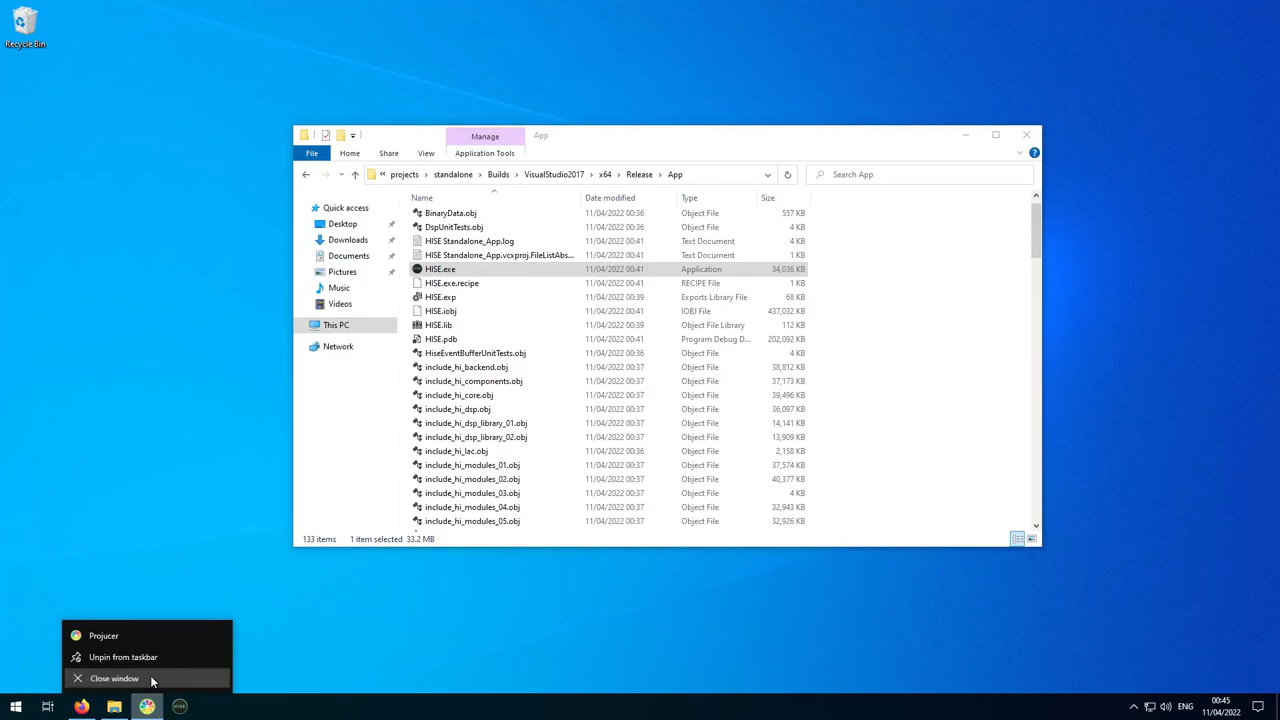 Recycle Bin
Manage
App
File
Home
Share
View
Application Tools
« projects › standalone › Builds › VisualStudio2017 › x64 › Release › App
Search App
Name
Date modified
Type
Size
Quick access
Desktop
Downloads
Documents
Pictures
Music
Videos
This PC
Network
BinaryData.obj 11/04/2022 00:36 Object File 557 KB
DspUnitTests.obj 11/04/2022 00:36 Object File 4 KB
HISE Standalone_App.log 11/04/2022 00:41 Text Document 4 KB
HISE Standalone_App.vcxproj.FileListAbs... 11/04/2022 00:41 Text Document 1 KB
HISE.exe 11/04/2022 00:41 Application 34,036 KB
HISE.exe.recipe 11/04/2022 00:41 RECIPE File 1 KB
HISE.exp 11/04/2022 00:39 Exports Library File 68 KB
HISE.iobj 11/04/2022 00:41 IOBJ File 437,032 KB
HISE.lib 11/04/2022 00:39 Object File Library 112 KB
HISE.pdb 11/04/2022 00:41 Program Debug D... 202,092 KB
HiseEventBufferUnitTests.obj 11/04/2022 00:36 Object File 4 KB
include_hi_backend.obj 11/04/2022 00:37 Object File 38,812 KB
include_hi_components.obj 11/04/2022 00:37 Object File 37,173 KB
include_hi_core.obj 11/04/2022 00:37 Object File 39,496 KB
include_hi_dsp.obj 11/04/2022 00:37 Object File 36,097 KB
include_hi_dsp_library_01.obj 11/04/2022 00:37 Object File 14,141 KB
include_hi_dsp_library_02.obj 11/04/2022 00:37 Object File 13,909 KB
include_hi_lac.obj 11/04/2022 00:36 Object File 2,158 KB
include_hi_modules_01.obj 11/04/2022 00:37 Object File 37,574 KB
include_hi_modules_02.obj 11/04/2022 00:37 Object File 40,377 KB
include_hi_modules_03.obj 11/04/2022 00:37 Object File 4 KB
include_hi_modules_04.obj 11/04/2022 00:37 Object File 32,943 KB
include_hi_modules_05.obj 11/04/2022 00:37 Object File 32,926 KB
133 items 1 item selected 33.2 MB
Projucer
Unpin from taskbar
Close window
HISE
ENG
00:45
11/04/2022